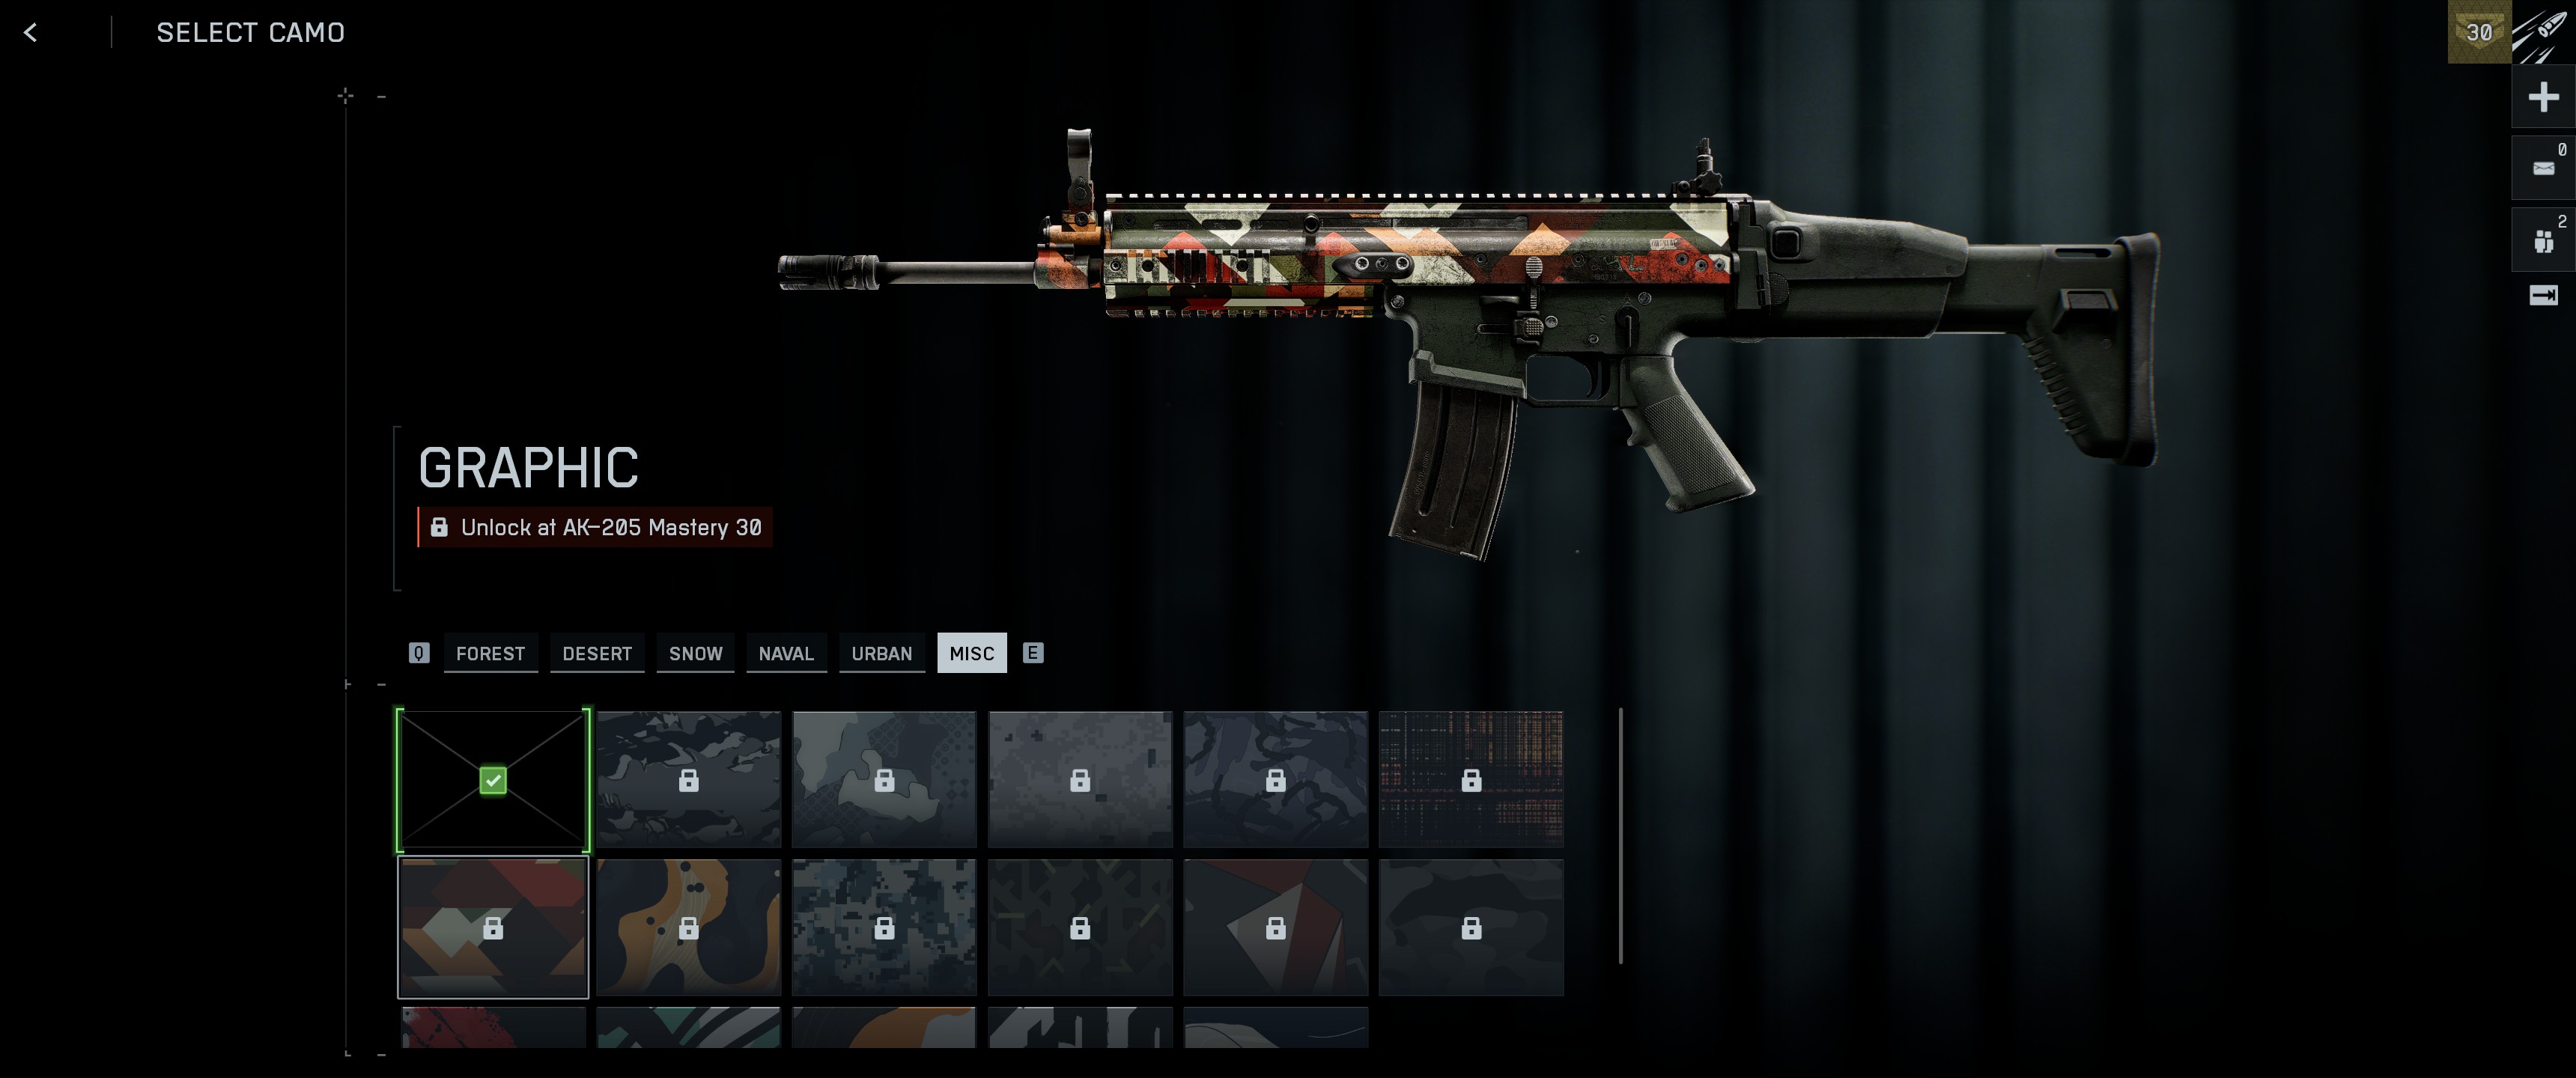 SELECT CAMO
30
0
2
GRAPHIC
Unlock at AK-205 Mastery 30
Q FOREST DESERT SNOW NAVAL URBAN MISC E